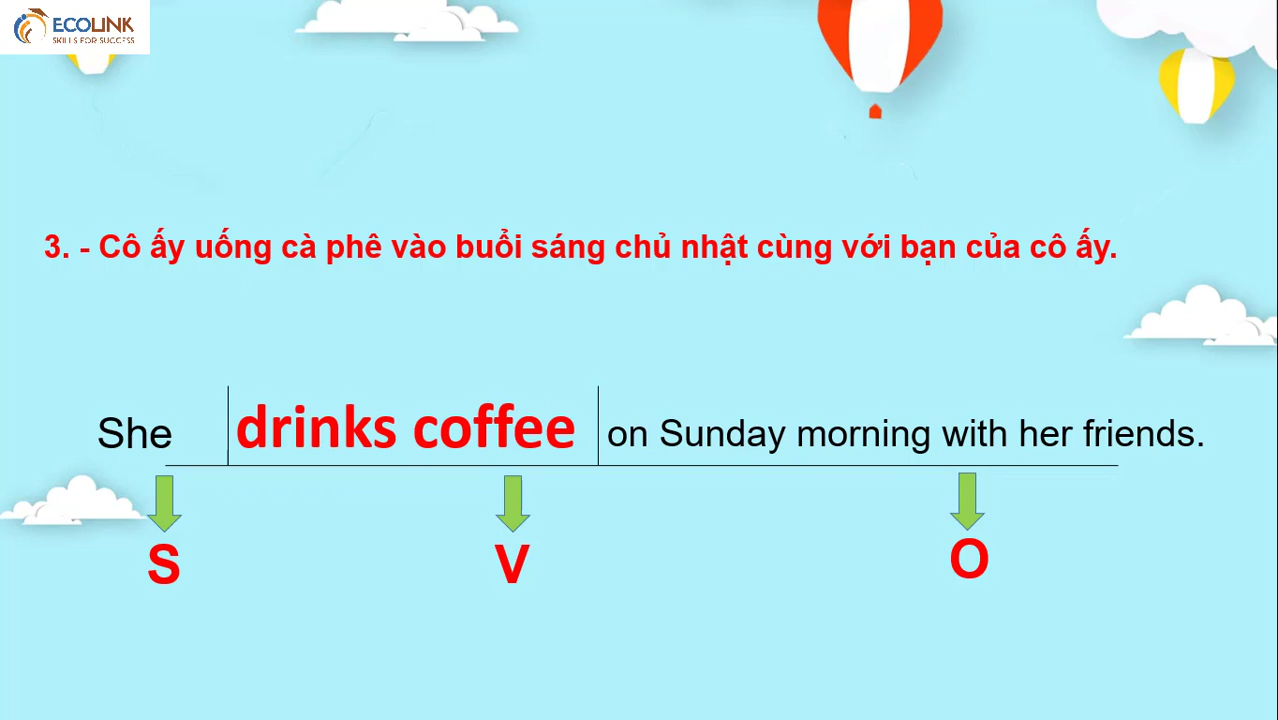 ECOLINK
SKILLS FOR SUCCESS
3. - Cô ấy uống cà phê vào buổi sáng chủ nhật cùng với bạn của cô ấy.
She drinks coffee on Sunday morning with her friends.
S V O